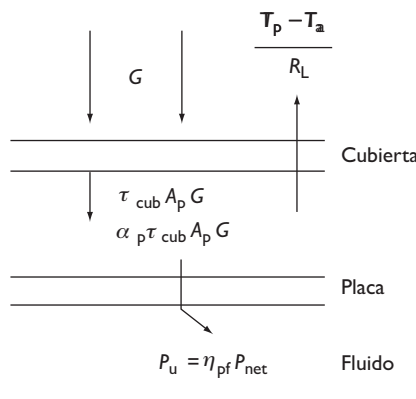 T_p – T_a
R_L
G
Cubierta
τ_cub A_p G
α_p τ_cub A_p G
Placa
P_u = η_pf P_net
Fluido